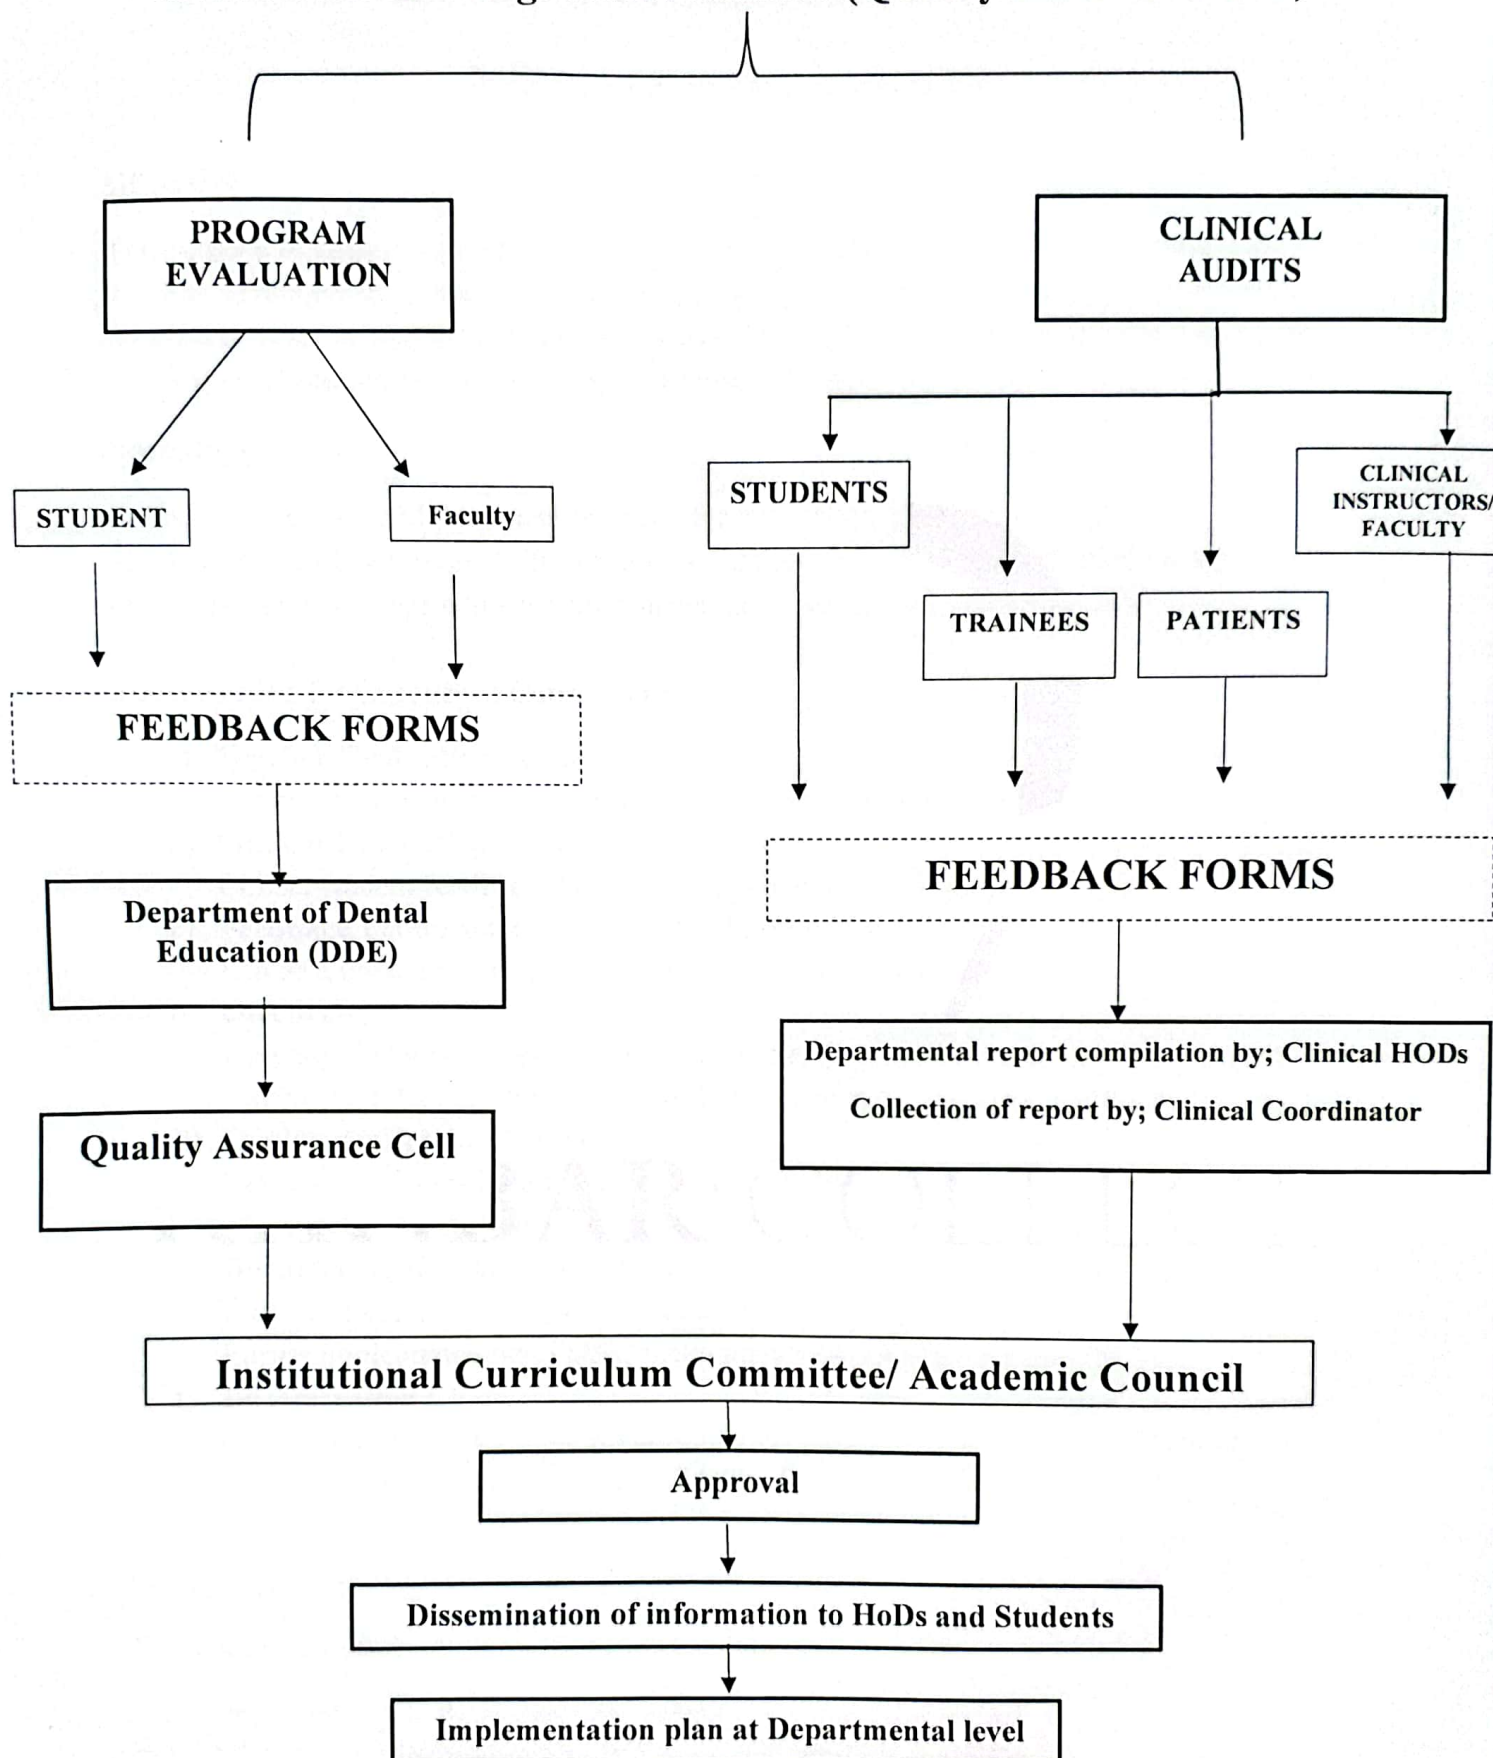 PROGRAM
EVALUATION
CLINICAL
AUDITS
STUDENT
Faculty
STUDENTS
CLINICAL
INSTRUCTORS/
FACULTY
TRAINEES
PATIENTS
FEEDBACK FORMS
FEEDBACK FORMS
Department of Dental
Education (DDE)
Departmental report compilation by; Clinical HODs
Collection of report by; Clinical Coordinator
Quality Assurance Cell
Institutional Curriculum Committee/ Academic Council
Approval
Dissemination of information to HoDs and Students
Implementation plan at Departmental level